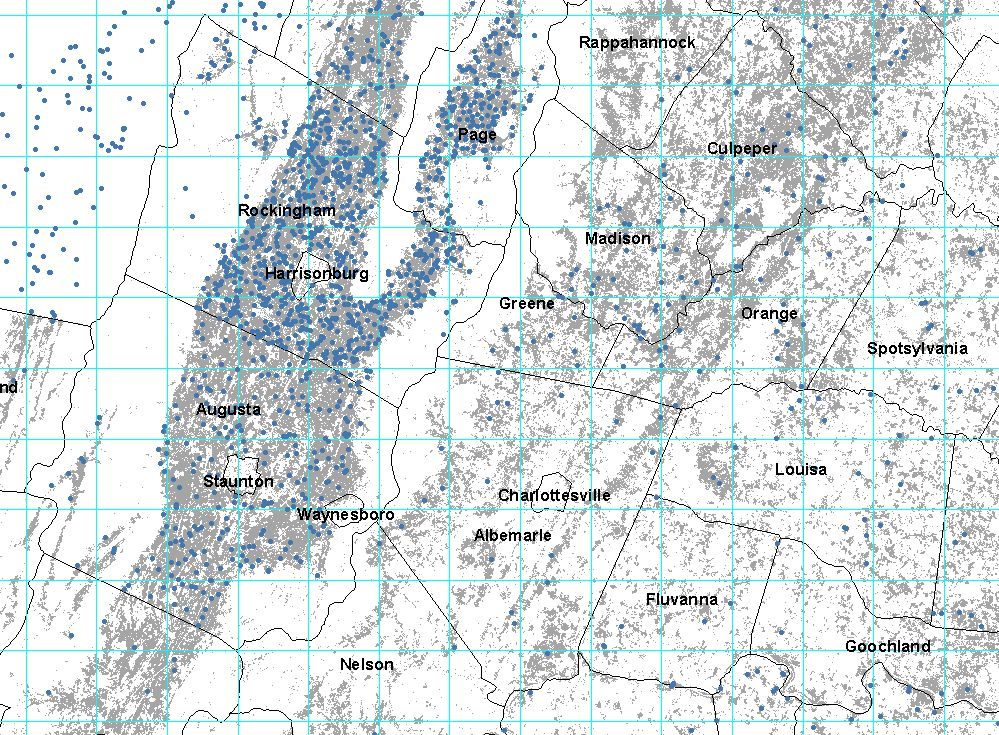 Rappahannock
Page
Culpeper
Rockingham
Madison
Harrisonburg
Greene
Orange
Spotsylvania
nd
Augusta
Louisa
Staunton
Charlottesville
Waynesboro
Albemarle
Fluvanna
Goochland
Nelson